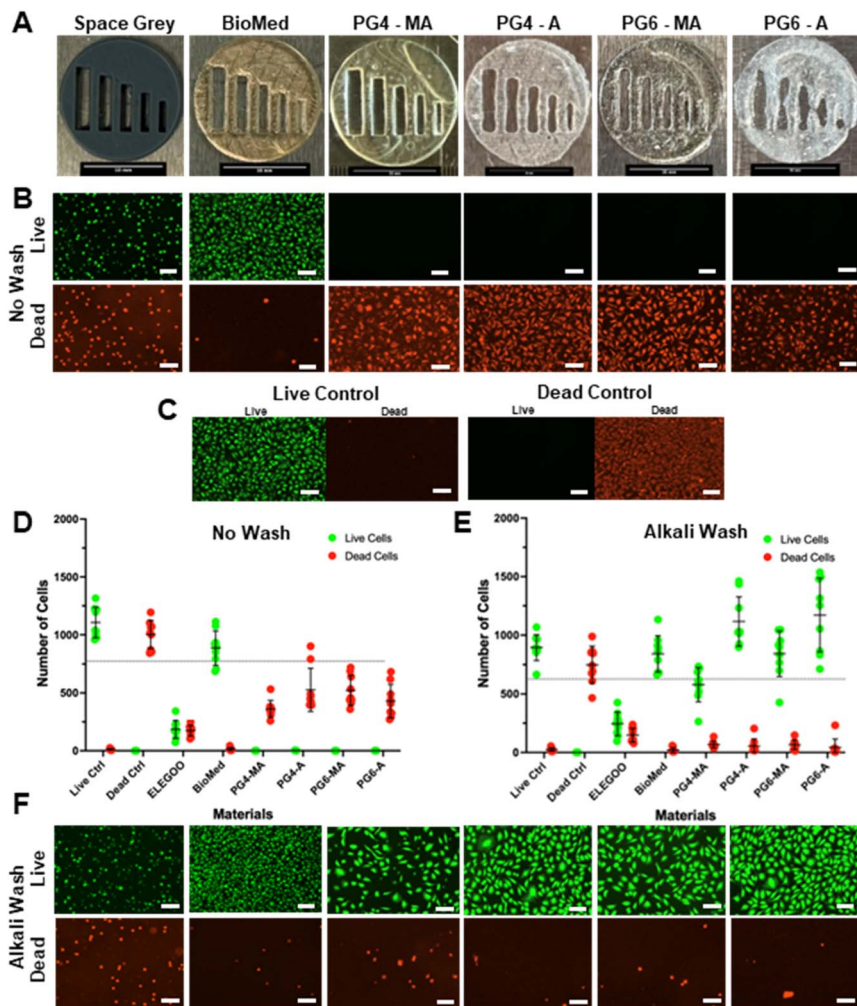 A
Space Grey BioMed PG4 - MA PG4 - A PG6 - MA PG6 - A
B
No Wash
Live
Dead
C
Live Control Dead Control
Live Dead Live Dead
D
No Wash
Live Cells
Dead Cells
Number of Cells
2000
1500
1000
500
0
Live Ctrl Dead Ctrl ELEGOO BioMed PG4-MA PG4-A PG6-MA PG6-A
Materials
E
Alkali Wash
Live Cells
Dead Cells
Number of Cells
2000
1500
1000
500
0
Live Ctrl Dead Ctrl ELEGOO BioMed PG4-MA PG4-A PG6-MA PG6-A
Materials
F
Alkali Wash
Live
Dead